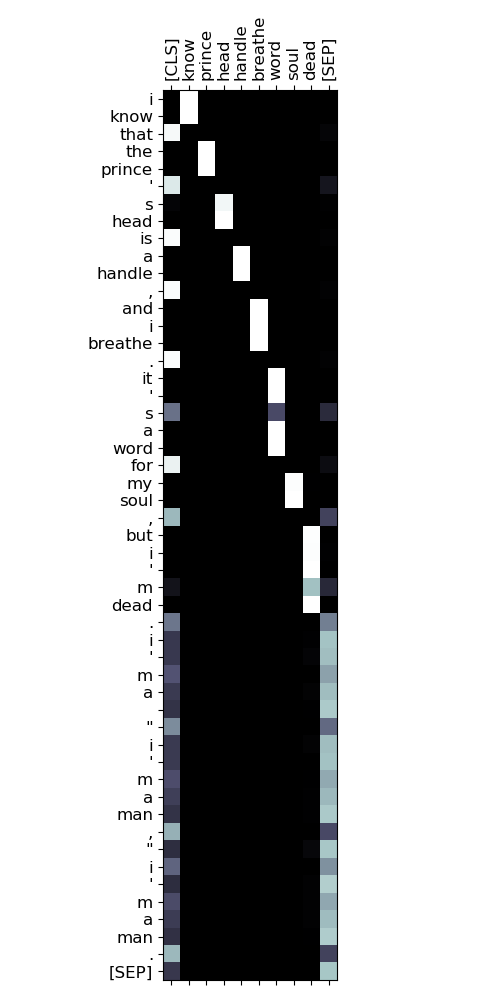 [CLS]
know
prince
head
handle
breathe
word
soul
dead
[SEP]
i
know
that
the
prince
'
s
head
is
a
handle
,
and
i
breathe
.
it
'
s
a
word
for
my
soul
,
but
i
'
m
dead
.
i
'
m
a
"
i
'
m
a
man
,
"
i
'
m
a
man
.
[SEP]